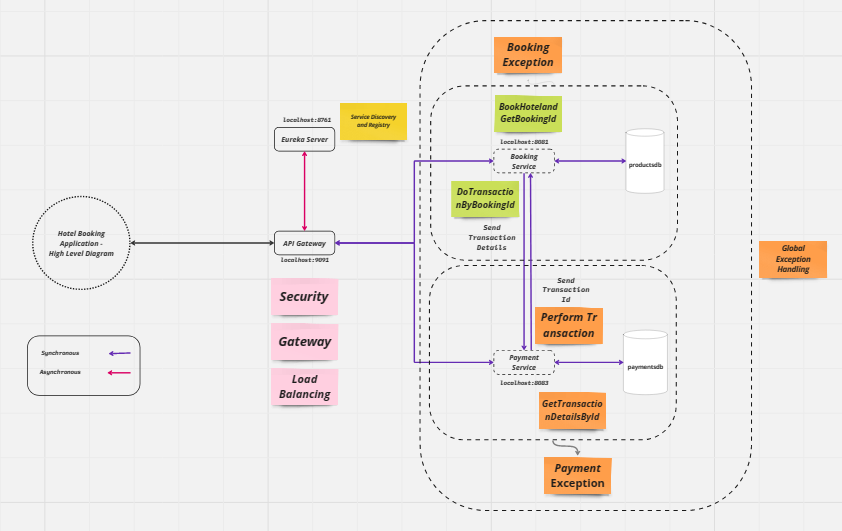 Booking
Exception
BookHoteland
GetBookingId
localhost:8081
Booking
Service
productsdb
DoTransactio
nByBookingId
Send
Transaction
Details
localhost:8761
Eureka Server
Service Discovery
and Registry
Hotel Booking
Application -
High Level Diagram
API Gateway
localhost:9091
Security
Gateway
Load
Balancing
Synchronous
Asynchronous
Global
Exception
Handling
Send
Transaction
Id
Perform Tr
ansaction
Payment
Service
paymentsdb
localhost:8083
GetTransactio
nDetailsById
Payment
Exception